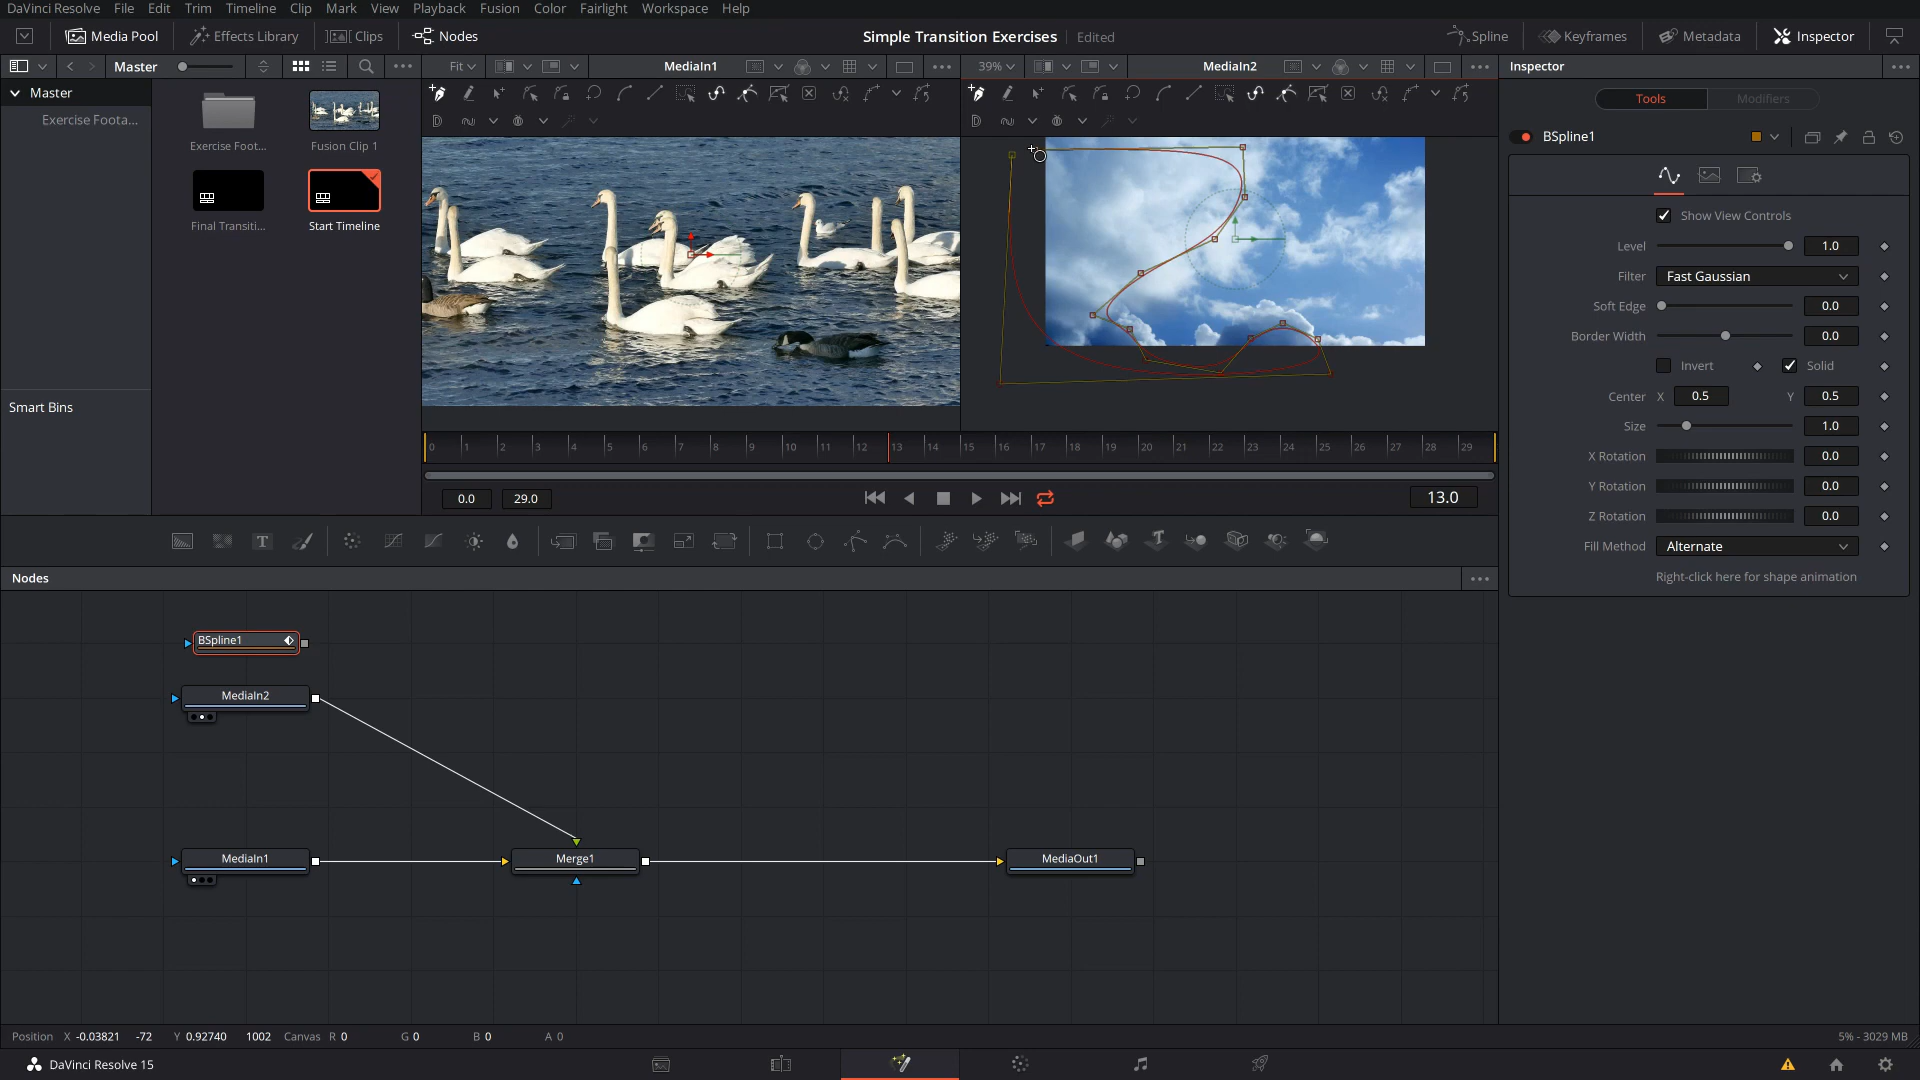 DaVinci Resolve File Edit Trim Timeline Clip Mark View Playback Fusion Color Fairlight Workspace Help
Media Pool Effects Library Clips Nodes Simple Transition Exercises Edited Spline Keyframes Metadata Inspector
Master Fit MediaIn1 39% MediaIn2 Inspector
Master
Exercise Foota...
Exercise Foot... Fusion Clip 1
Final Transiti... Start Timeline
Smart Bins
D D
Tools Modifiers
BSpline1
Show View Controls
Level 1.0
Filter Fast Gaussian
Soft Edge 0.0
Border Width 0.0
Invert Solid
Center X 0.5 Y 0.5
Size 1.0
X Rotation 0.0
Y Rotation 0.0
Z Rotation 0.0
Fill Method Alternate
Right-click here for shape animation
0 1 2 3 4 5 6 7 8 9 10 11 12 13 14 15 16 17 18 19 20 21 22 23 24 25 26 27 28 29
0.0 29.0 13.0
T T
Nodes
BSpline1
MediaIn2
MediaIn1 Merge1 MediaOut1
Position X -0.03821 -72 Y 0.92740 1002 Canvas R 0 G 0 B 0 A 0 5% - 3029 MB
DaVinci Resolve 15